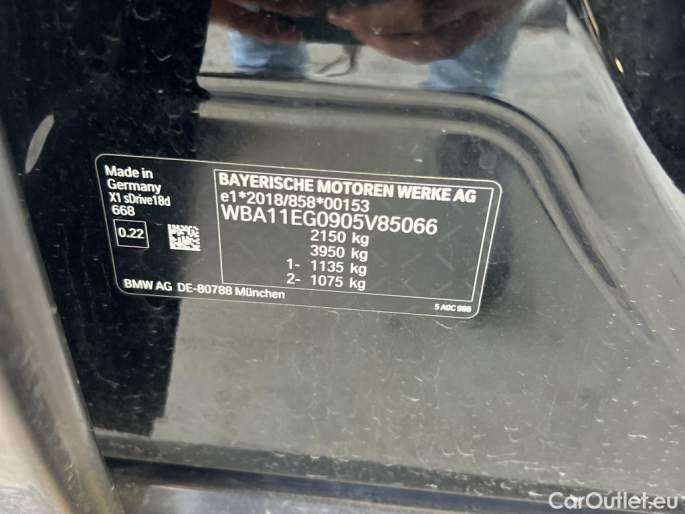 Made in
Germany
X1 sDrive18d
668
0.22
BAYERISCHE MOTOREN WERKE AG
e1*2018/858*00153
WBA11EG0905V85066
2150 kg
3950 kg
1- 1135 kg
2- 1075 kg
BMW AG DE-80788 München
5 A0C 986
CarOutlet.eu